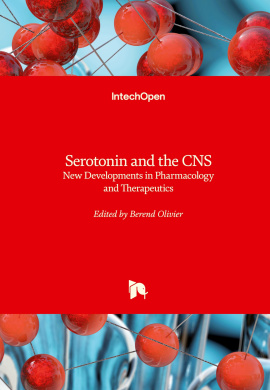 IntechOpen
Serotonin and the CNS
New Developments in Pharmacology
and Therapeutics
Edited by Berend Olivier